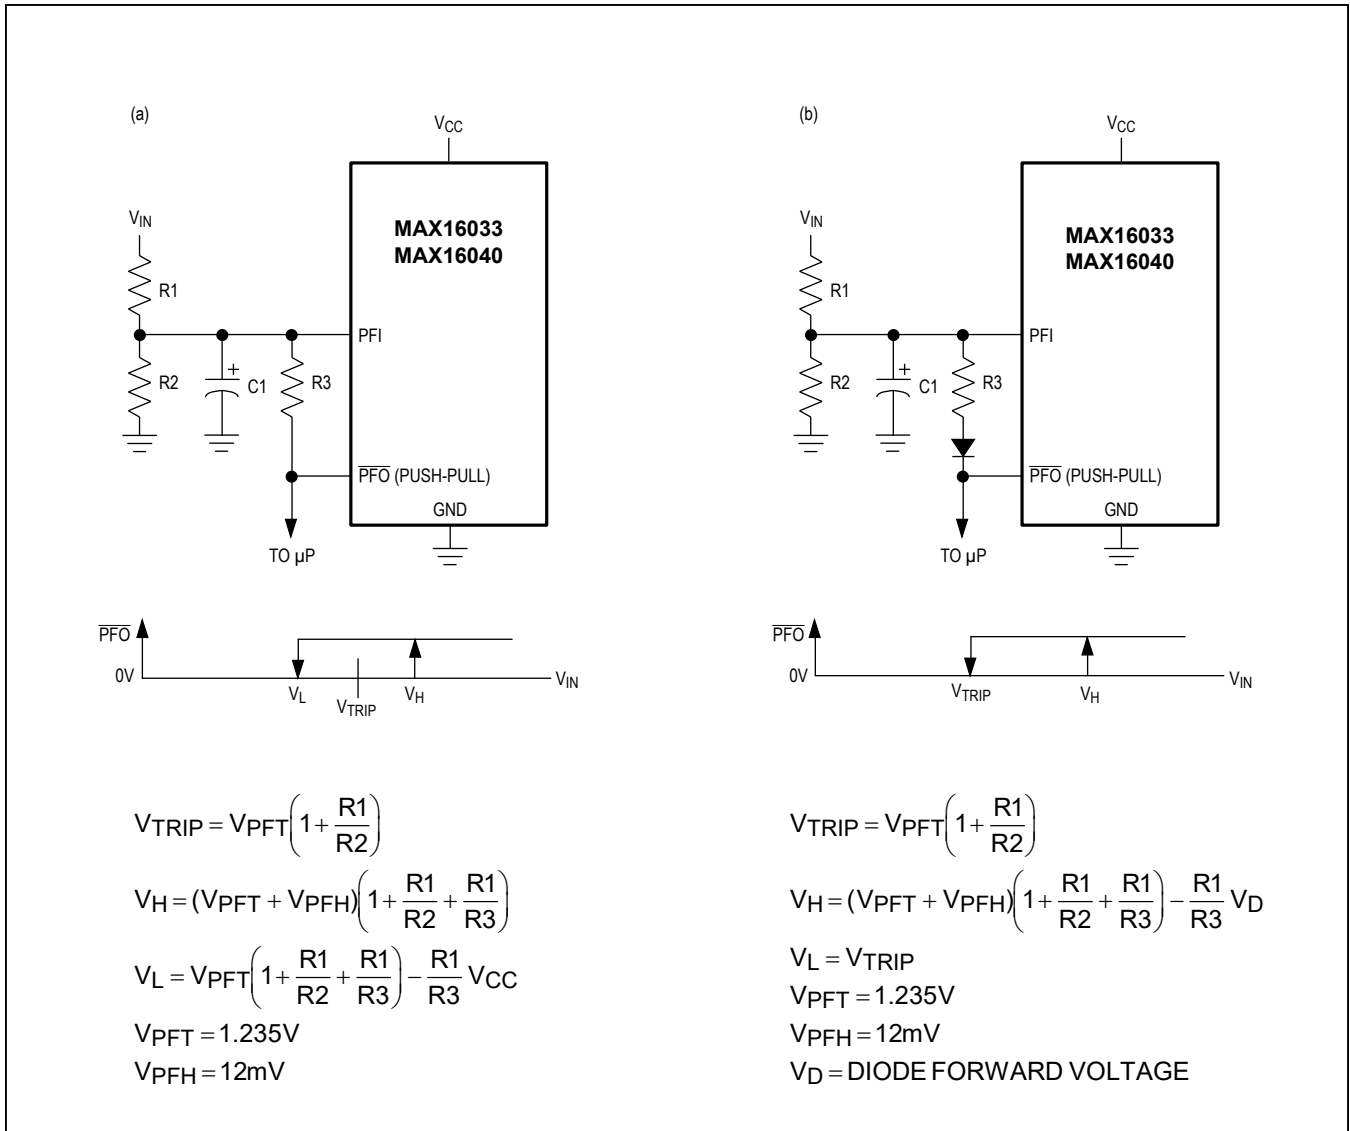 (a)
VCC
VIN
MAX16033
MAX16040
R1
PFI
R2
+
C1
R3
PFO (PUSH-PULL)
GND
TO µP
PFO
0V
VL
VTRIP
VH
VIN
VTRIP = VPFT(1 + R1/R2)
VH = (VPFT + VPFH)(1 + R1/R2 + R1/R3)
VL = VPFT(1 + R1/R2 + R1/R3) − R1/R3 VCC
VPFT = 1.235V
VPFH = 12mV
(b)
VCC
VIN
MAX16033
MAX16040
R1
PFI
R2
+
C1
R3
PFO (PUSH-PULL)
GND
TO µP
PFO
0V
VTRIP
VH
VIN
VTRIP = VPFT(1 + R1/R2)
VH = (VPFT + VPFH)(1 + R1/R2 + R1/R3) − R1/R3 VD
VL = VTRIP
VPFT = 1.235V
VPFH = 12mV
VD = DIODE FORWARD VOLTAGE